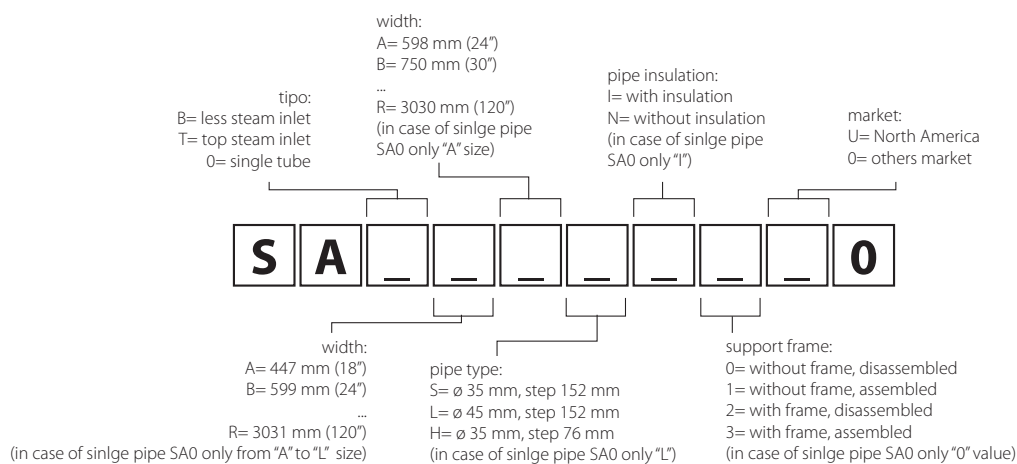 width:
A= 598 mm (24”)
B= 750 mm (30”)
...
R= 3030 mm (120”)
(in case of sinlge pipe
SA0 only “A” size)
tipo:
B= less steam inlet
T= top steam inlet
0= single tube
pipe insulation:
I= with insulation
N= without insulation
(in case of sinlge pipe
SA0 only “I”)
market:
U= North America
0= others market
S A _ _ _ _ _ _ _ 0
width:
A= 447 mm (18”)
B= 599 mm (24”)
...
R= 3031 mm (120”)
(in case of sinlge pipe SA0 only from “A” to “L” size)
pipe type:
S= ø 35 mm, step 152 mm
L= ø 45 mm, step 152 mm
H= ø 35 mm, step 76 mm
(in case of sinlge pipe SA0 only “L”)
support frame:
0= without frame, disassembled
1= without frame, assembled
2= with frame, disassembled
3= with frame, assembled
(in case of sinlge pipe SA0 only “0” value)